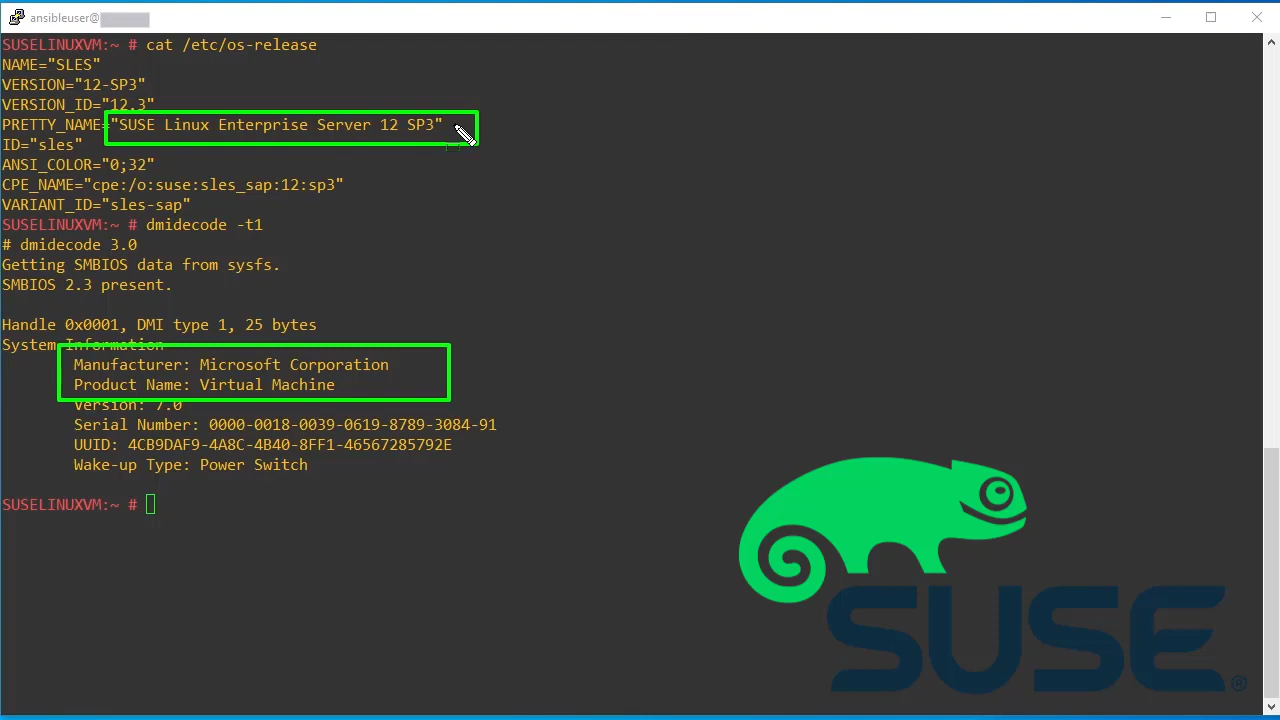 ansibleuser@
SUSELINUXVM:~ # cat /etc/os-release
NAME="SLES"
VERSION="12-SP3"
VERSION_ID="12.3"
PRETTY_NAME="SUSE Linux Enterprise Server 12 SP3"
ID="sles"
ANSI_COLOR="0;32"
CPE_NAME="cpe:/o:suse:sles_sap:12:sp3"
VARIANT_ID="sles-sap"
SUSELINUXVM:~ # dmidecode -t1
# dmidecode 3.0
Getting SMBIOS data from sysfs.
SMBIOS 2.3 present.
Handle 0x0001, DMI type 1, 25 bytes
System Information
Manufacturer: Microsoft Corporation
Product Name: Virtual Machine
Version: 7.0
Serial Number: 0000-0018-0039-0619-8789-3084-91
UUID: 4CB9DAF9-4A8C-4B40-8FF1-46567285792E
Wake-up Type: Power Switch
SUSELINUXVM:~ #
SUSE®